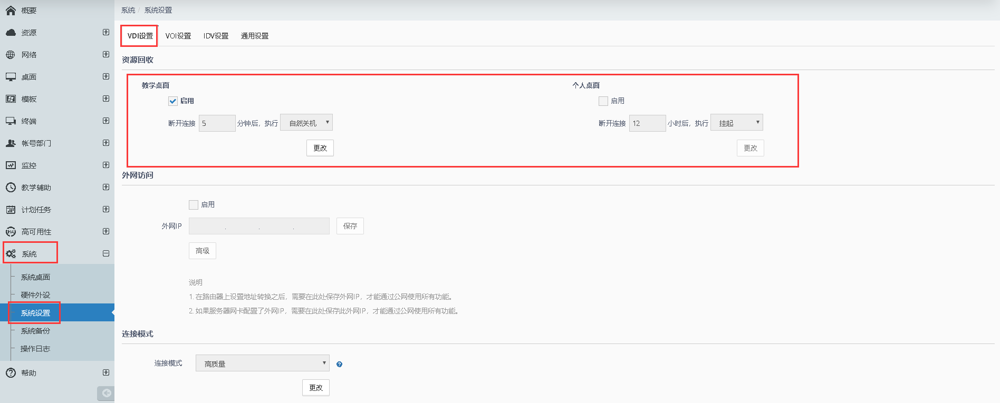 概要
资源
网络
桌面
模板
终端
帐号部门
监控
教学辅助
计划任务
高可用性
系统
系统桌面
硬件外设
系统设置
系统备份
操作日志
帮助
系统 / 系统设置
VDI设置 VOI设置 IDV设置 通用设置
资源回收
教学桌面
启用
断开连接 5 分钟后，执行 自然关机
更改
个人桌面
启用
断开连接 12 小时后，执行 挂起
更改
外网访问
启用
外网IP . . . 保存
高级
说明
1. 在路由器上设置地址转换之后，需要在此处保存外网IP，才能通过公网使用所有功能。
2. 如果服务器网卡配置了外网IP，需要在此处保存此外网IP，才能通过公网使用所有功能。
连接模式
连接模式 高质量
更改